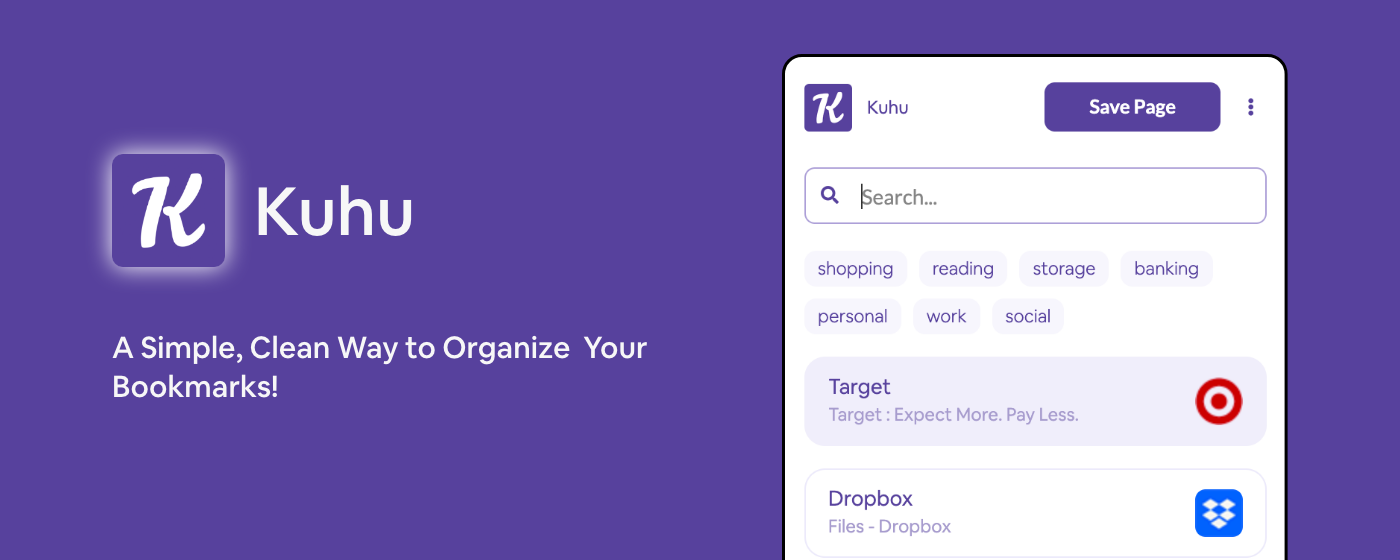 K
Kuhu
A Simple, Clean Way to Organize  Your
Bookmarks!
K
Kuhu
Save Page
Search...
shopping
reading
storage
banking
personal
work
social
Target
Target : Expect More. Pay Less.
Dropbox
Files - Dropbox